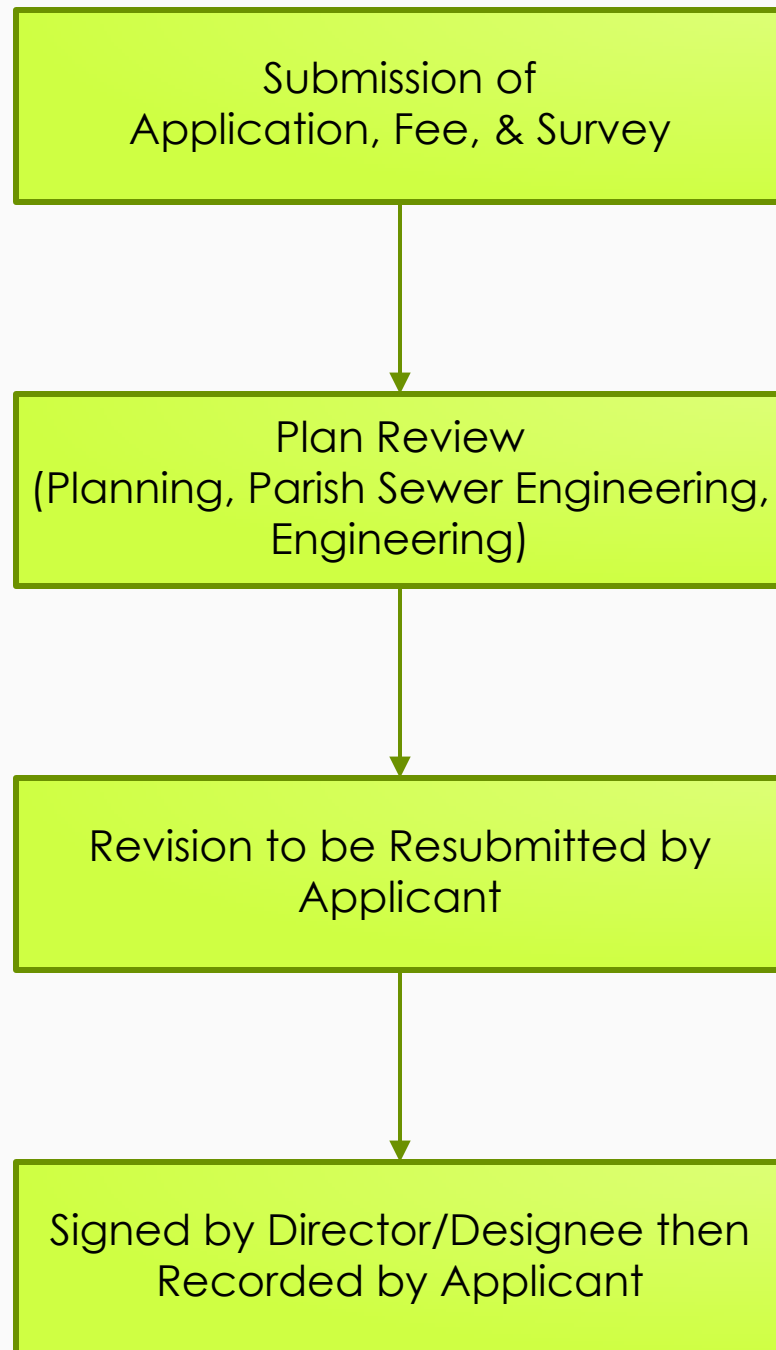 Submission of
Application, Fee, & Survey
Plan Review
(Planning, Parish Sewer Engineering,
Engineering)
Revision to be Resubmitted by
Applicant
Signed by Director/Designee then
Recorded by Applicant